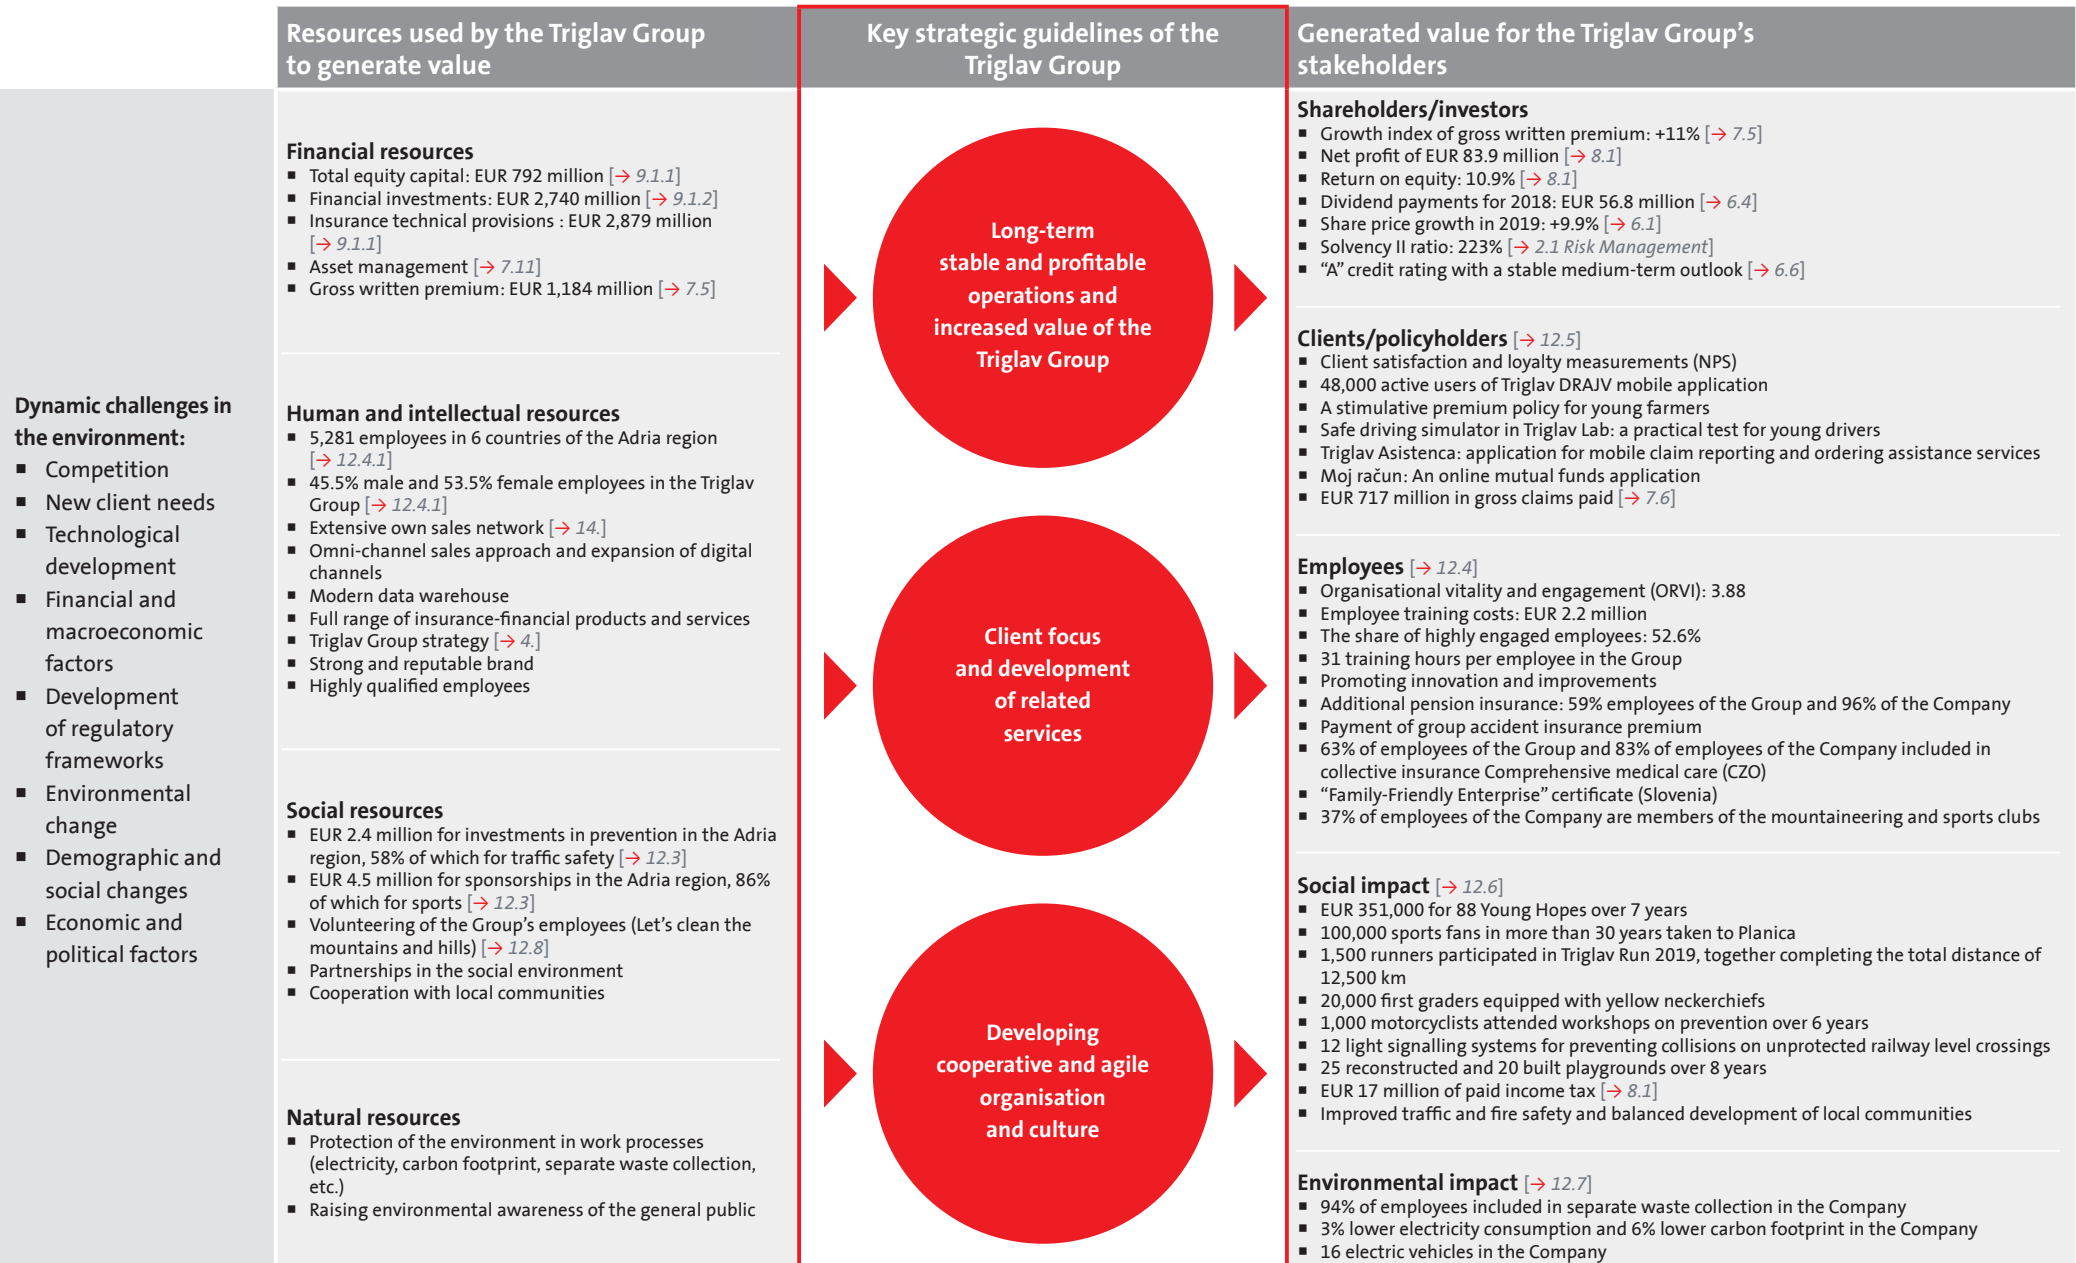 Resources used by the Triglav Group
to generate value
Key strategic guidelines of the
Triglav Group
Generated value for the Triglav Group’s
stakeholders
Dynamic challenges in
the environment:
▪ Competition
▪ New client needs
▪ Technological
development
▪ Financial and
macroeconomic
factors
▪ Development
of regulatory
frameworks
▪ Environmental
change
▪ Demographic and
social changes
▪ Economic and
political factors
Financial resources
▪ Total equity capital: EUR 792 million [→ 9.1.1]
▪ Financial investments: EUR 2,740 million [→ 9.1.2]
▪ Insurance technical provisions : EUR 2,879 million
[→ 9.1.1]
▪ Asset management [→ 7.11]
▪ Gross written premium: EUR 1,184 million [→ 7.5]
Human and intellectual resources
▪ 5,281 employees in 6 countries of the Adria region
[→ 12.4.1]
▪ 45.5% male and 53.5% female employees in the Triglav
Group [→ 12.4.1]
▪ Extensive own sales network [→ 14.]
▪ Omni-channel sales approach and expansion of digital
channels
▪ Modern data warehouse
▪ Full range of insurance-financial products and services
▪ Triglav Group strategy [→ 4.]
▪ Strong and reputable brand
▪ Highly qualified employees
Social resources
▪ EUR 2.4 million for investments in prevention in the Adria
region, 58% of which for traffic safety [→ 12.3]
▪ EUR 4.5 million for sponsorships in the Adria region, 86%
of which for sports [→ 12.3]
▪ Volunteering of the Group’s employees (Let’s clean the
mountains and hills) [→ 12.8]
▪ Partnerships in the social environment
▪ Cooperation with local communities
Natural resources
▪ Protection of the environment in work processes
(electricity, carbon footprint, separate waste collection,
etc.)
▪ Raising environmental awareness of the general public
Long-term
stable and profitable
operations and
increased value of the
Triglav Group
Client focus
and development
of related
services
Developing
cooperative and agile
organisation
and culture
Shareholders/investors
▪ Growth index of gross written premium: +11% [→ 7.5]
▪ Net profit of EUR 83.9 million [→ 8.1]
▪ Return on equity: 10.9% [→ 8.1]
▪ Dividend payments for 2018: EUR 56.8 million [→ 6.4]
▪ Share price growth in 2019: +9.9% [→ 6.1]
▪ Solvency II ratio: 223% [→ 2.1 Risk Management]
▪ “A” credit rating with a stable medium-term outlook [→ 6.6]
Clients/policyholders [→ 12.5]
▪ Client satisfaction and loyalty measurements (NPS)
▪ 48,000 active users of Triglav DRAJV mobile application
▪ A stimulative premium policy for young farmers
▪ Safe driving simulator in Triglav Lab: a practical test for young drivers
▪ Triglav Asistenca: application for mobile claim reporting and ordering assistance services
▪ Moj račun: An online mutual funds application
▪ EUR 717 million in gross claims paid [→ 7.6]
Employees [→ 12.4]
▪ Organisational vitality and engagement (ORVI): 3.88
▪ Employee training costs: EUR 2.2 million
▪ The share of highly engaged employees: 52.6%
▪ 31 training hours per employee in the Group
▪ Promoting innovation and improvements
▪ Additional pension insurance: 59% employees of the Group and 96% of the Company
▪ Payment of group accident insurance premium
▪ 63% of employees of the Group and 83% of employees of the Company included in
collective insurance Comprehensive medical care (CZO)
▪ “Family-Friendly Enterprise” certificate (Slovenia)
▪ 37% of employees of the Company are members of the mountaineering and sports clubs
Social impact [→ 12.6]
▪ EUR 351,000 for 88 Young Hopes over 7 years
▪ 100,000 sports fans in more than 30 years taken to Planica
▪ 1,500 runners participated in Triglav Run 2019, together completing the total distance of
12,500 km
▪ 20,000 first graders equipped with yellow neckerchiefs
▪ 1,000 motorcyclists attended workshops on prevention over 6 years
▪ 12 light signalling systems for preventing collisions on unprotected railway level crossings
▪ 25 reconstructed and 20 built playgrounds over 8 years
▪ EUR 17 million of paid income tax [→ 8.1]
▪ Improved traffic and fire safety and balanced development of local communities
Environmental impact [→ 12.7]
▪ 94% of employees included in separate waste collection in the Company
▪ 3% lower electricity consumption and 6% lower carbon footprint in the Company
▪ 16 electric vehicles in the Company